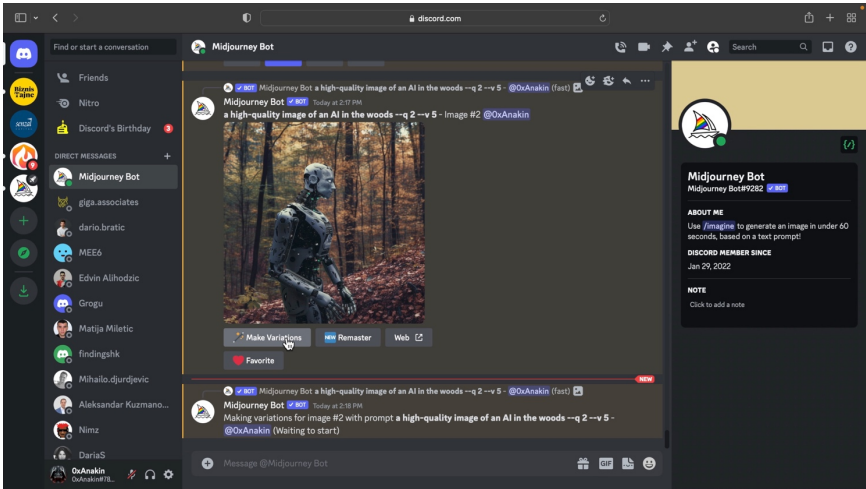 discord.com
Find or start a conversation
Midjourney Bot
Search
Biznis
Tajne
senzal
9
Friends
Nitro
Discord's Birthday 3
DIRECT MESSAGES +
Midjourney Bot
giga.associates
dario.bratic
MEE6
Edvin Alihodzic
Grogu
Matija Miletic
findingshk
Mihailo.djurdjevic
Aleksandar Kuzmano...
Nimz
DariaS
0xAnakin
0xAnakin#78...
✓ BOT Midjourney Bot a high-quality image of an AI in the woods --q 2 --v 5 - @0xAnakin (fast)
Midjourney Bot ✓ BOT Today at 2:17 PM
a high-quality image of an AI in the woods --q 2 --v 5 - Image #2 @0xAnakin
Make Variations NEW Remaster Web
Favorite
NEW
✓ BOT Midjourney Bot a high-quality image of an AI in the woods --q 2 --v 5 - @0xAnakin (fast)
Midjourney Bot ✓ BOT Today at 2:18 PM
Making variations for image #2 with prompt a high-quality image of an AI in the woods --q 2 --v 5 -
@0xAnakin (Waiting to start)
Message @Midjourney Bot
GIF
Midjourney Bot
Midjourney Bot#9282 ✓ BOT
ABOUT ME
Use /imagine to generate an image in under 60
seconds, based on a text prompt!
DISCORD MEMBER SINCE
Jan 29, 2022
NOTE
Click to add a note